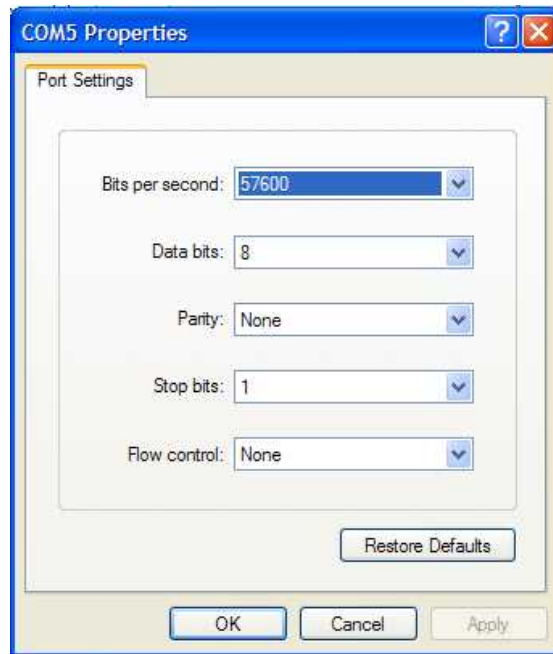 COM5 Properties
Port Settings
Bits per second: 57600
Data bits: 8
Parity: None
Stop bits: 1
Flow control: None
Restore Defaults
OK Cancel Apply